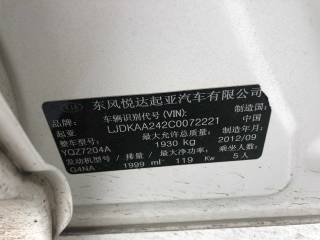 东风悦达起亚汽车有限公司
品牌: 车辆识别代号(VIN): 制造国:
起亚 LJDKAA242C0072221 中国
整车型号: 最大允许总质量: 制造年月:
YQZ7204A 1930 kg 2012/09
发动机型号 / 排量 / 最大净功率: 乘坐人数:
G4NA 1999 ml 119 Kw 5人